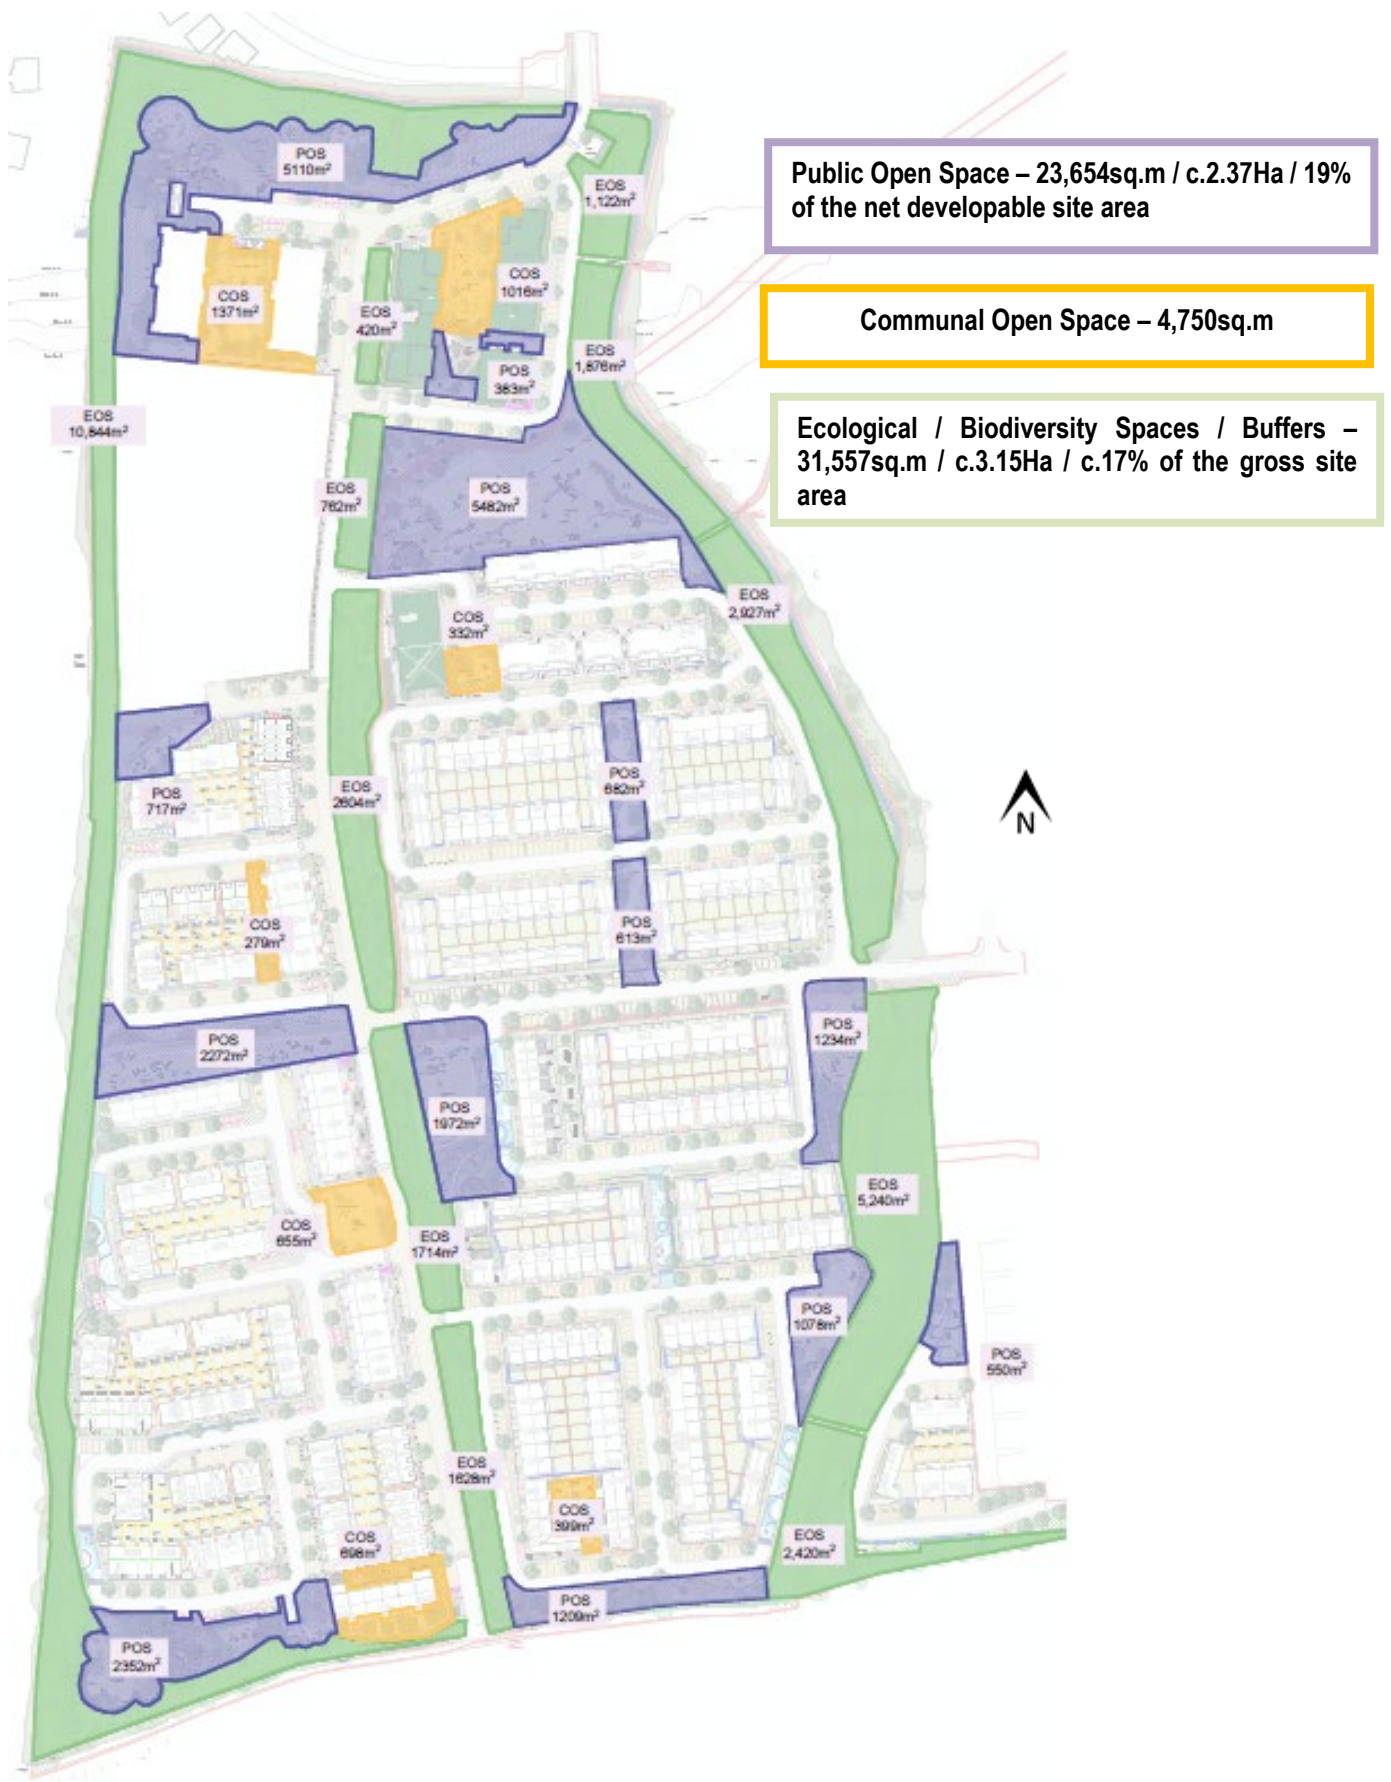 POS
5110m²
EOS
1,122m²
Public Open Space – 23,654sq.m / c.2.37Ha / 19%
of the net developable site area
COS
1371m²
EOS
420m²
COS
1016m²
Communal Open Space – 4,750sq.m
EOS
1,876m²
POS
383m²
EOS
10,844m²
Ecological / Biodiversity Spaces / Buffers –
31,557sq.m / c.3.15Ha / c.17% of the gross site
area
EOS
762m²
POS
5482m²
EOS
2,927m²
COS
332m²
POS
717m²
EOS
2604m²
POS
682m²
N
COS
279m²
POS
613m²
POS
2272m²
POS
1234m²
POS
1972m²
EOS
5,240m²
COS
655m²
EOS
1714m²
POS
1078m²
POS
550m²
EOS
1628m²
COS
399m²
COS
698m²
EOS
2,420m²
POS
1209m²
POS
2352m²